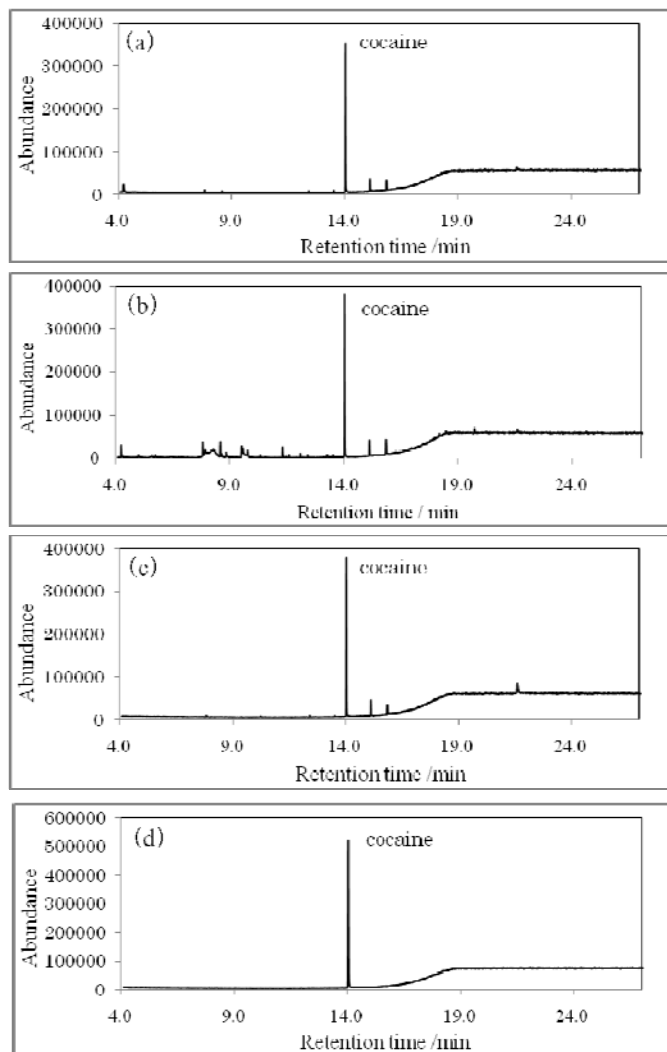 (a)
cocaine
Abundance
400000
300000
200000
100000
0
4.0 9.0 14.0 19.0 24.0
Retention time /min
(b)
cocaine
Abundance
400000
300000
200000
100000
0
4.0 9.0 14.0 19.0 24.0
Retention time / min
(c)
cocaine
Abundance
400000
300000
200000
100000
0
4.0 9.0 14.0 19.0 24.0
Retention time /min
(d)
cocaine
Abundance
600000
500000
400000
300000
200000
100000
0
4.0 9.0 14.0 19.0 24.0
Retention time /min